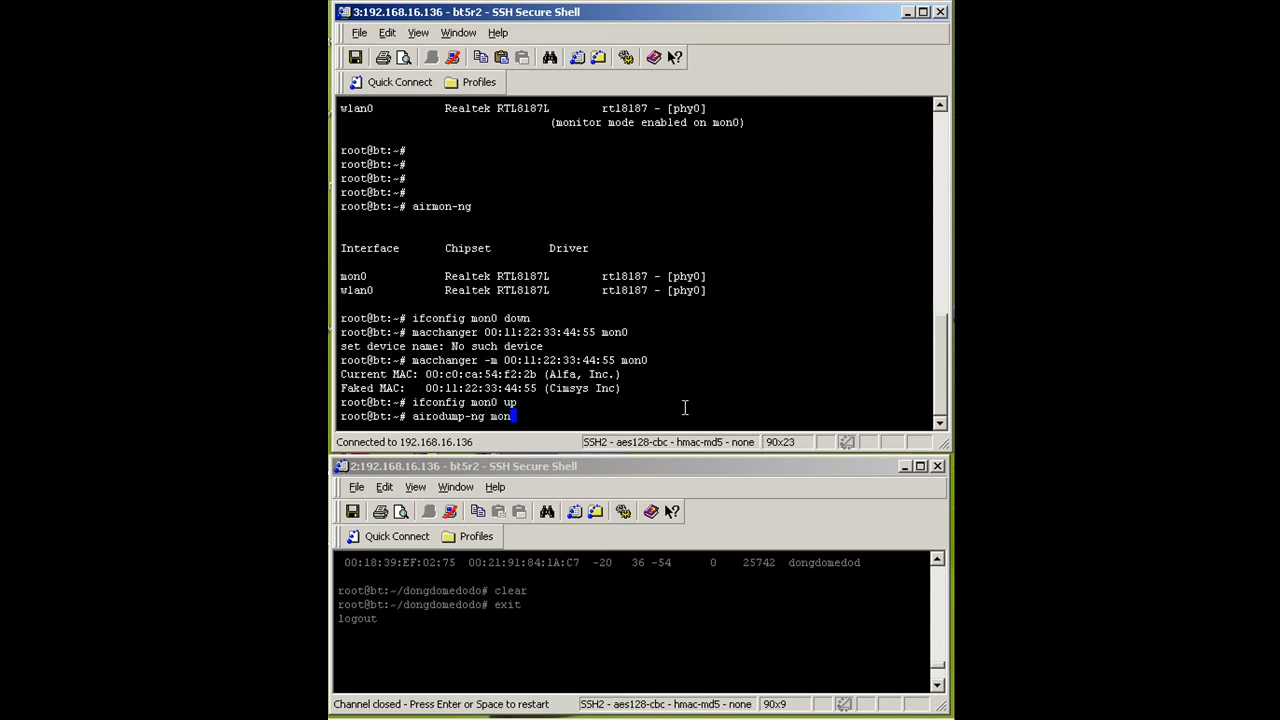 3:192.168.16.136 - bt5r2 - SSH Secure Shell
File Edit View Window Help
Quick Connect Profiles
wlan0 Realtek RTL8187L rtl8187 - [phy0]
(monitor mode enabled on mon0)
root@bt:~#
root@bt:~#
root@bt:~#
root@bt:~#
root@bt:~# airmon-ng
Interface Chipset Driver
mon0 Realtek RTL8187L rtl8187 - [phy0]
wlan0 Realtek RTL8187L rtl8187 - [phy0]
root@bt:~# ifconfig mon0 down
root@bt:~# macchanger 00:11:22:33:44:55 mon0
set device name: No such device
root@bt:~# macchanger -m 00:11:22:33:44:55 mon0
Current MAC: 00:c0:ca:54:f2:2b (Alfa, Inc.)
Faked MAC: 00:11:22:33:44:55 (Cimsys Inc)
root@bt:~# ifconfig mon0 up
root@bt:~# airodump-ng mon
Connected to 192.168.16.136 SSH2 - aes128-cbc - hmac-md5 - none 90x23
2:192.168.16.136 - bt5r2 - SSH Secure Shell
File Edit View Window Help
Quick Connect Profiles
00:18:39:EF:02:75 00:21:91:84:1A:C7 -20 36 -54 0 25742 dongdomedod
root@bt:~/dongdomedodo# clear
root@bt:~/dongdomedodo# exit
logout
Channel closed - Press Enter or Space to restart SSH2 - aes128-cbc - hmac-md5 - none 90x9